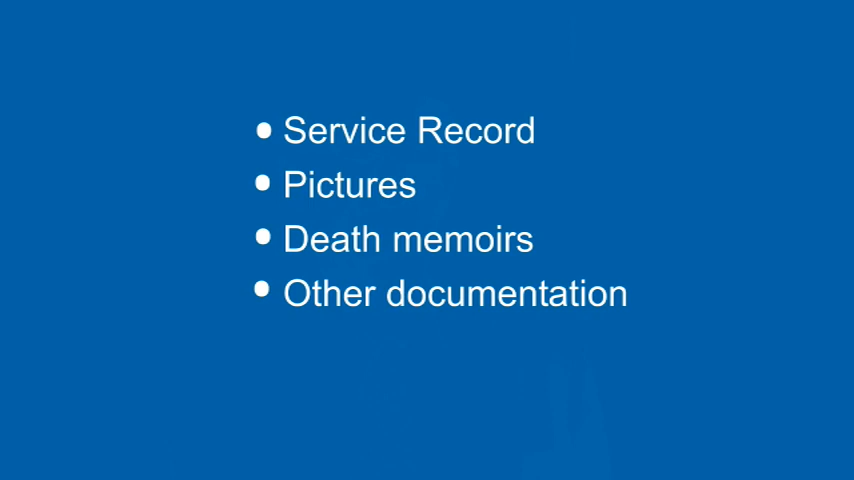 • Service Record
• Pictures
• Death memoirs
• Other documentation